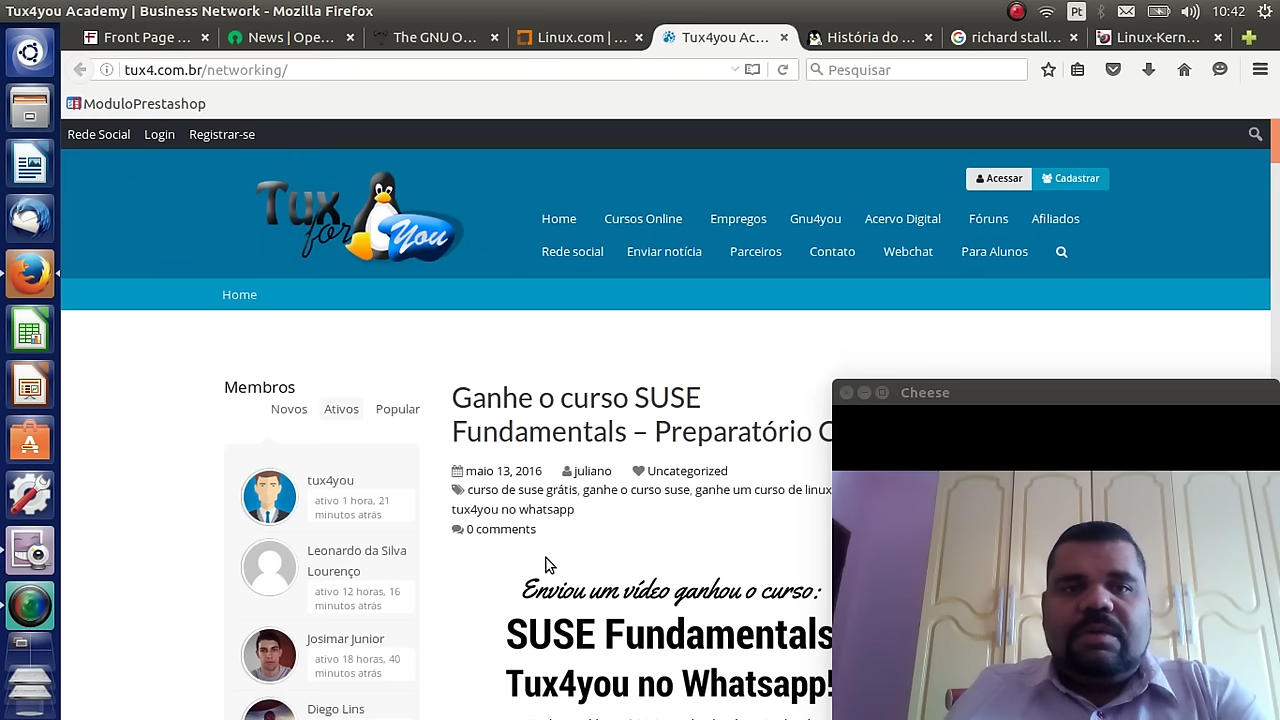 Tux4you Academy | Business Network - Mozilla Firefox
Pt
10:42
Front Page ...
News | Ope...
The GNU O...
Linux.com | ...
Tux4you Ac...
História do ...
richard stall...
Linux-Kern...
tux4.com.br/networking/
Pesquisar
ModuloPrestashop
Rede Social
Login
Registrar-se
Tux for You
Acessar
Cadastrar
Home
Cursos Online
Empregos
Gnu4you
Acervo Digital
Fóruns
Afiliados
Rede social
Enviar notícia
Parceiros
Contato
Webchat
Para Alunos
Home
Membros
Novos
Ativos
Popular
tux4you
ativo 1 hora, 21
minutos atrás
Leonardo da Silva
Lourenço
ativo 12 horas, 16
minutos atrás
Josimar Junior
ativo 18 horas, 40
minutos atrás
Diego Lins
Ganhe o curso SUSE
Fundamentals – Preparatório
maio 13, 2016
juliano
Uncategorized
curso de suse grátis, ganhe o curso suse, ganhe um curso de linux
tux4you no whatsapp
0 comments
Enviou um vídeo ganhou o curso:
SUSE Fundamentals
Tux4you no Whatsapp!
Cheese